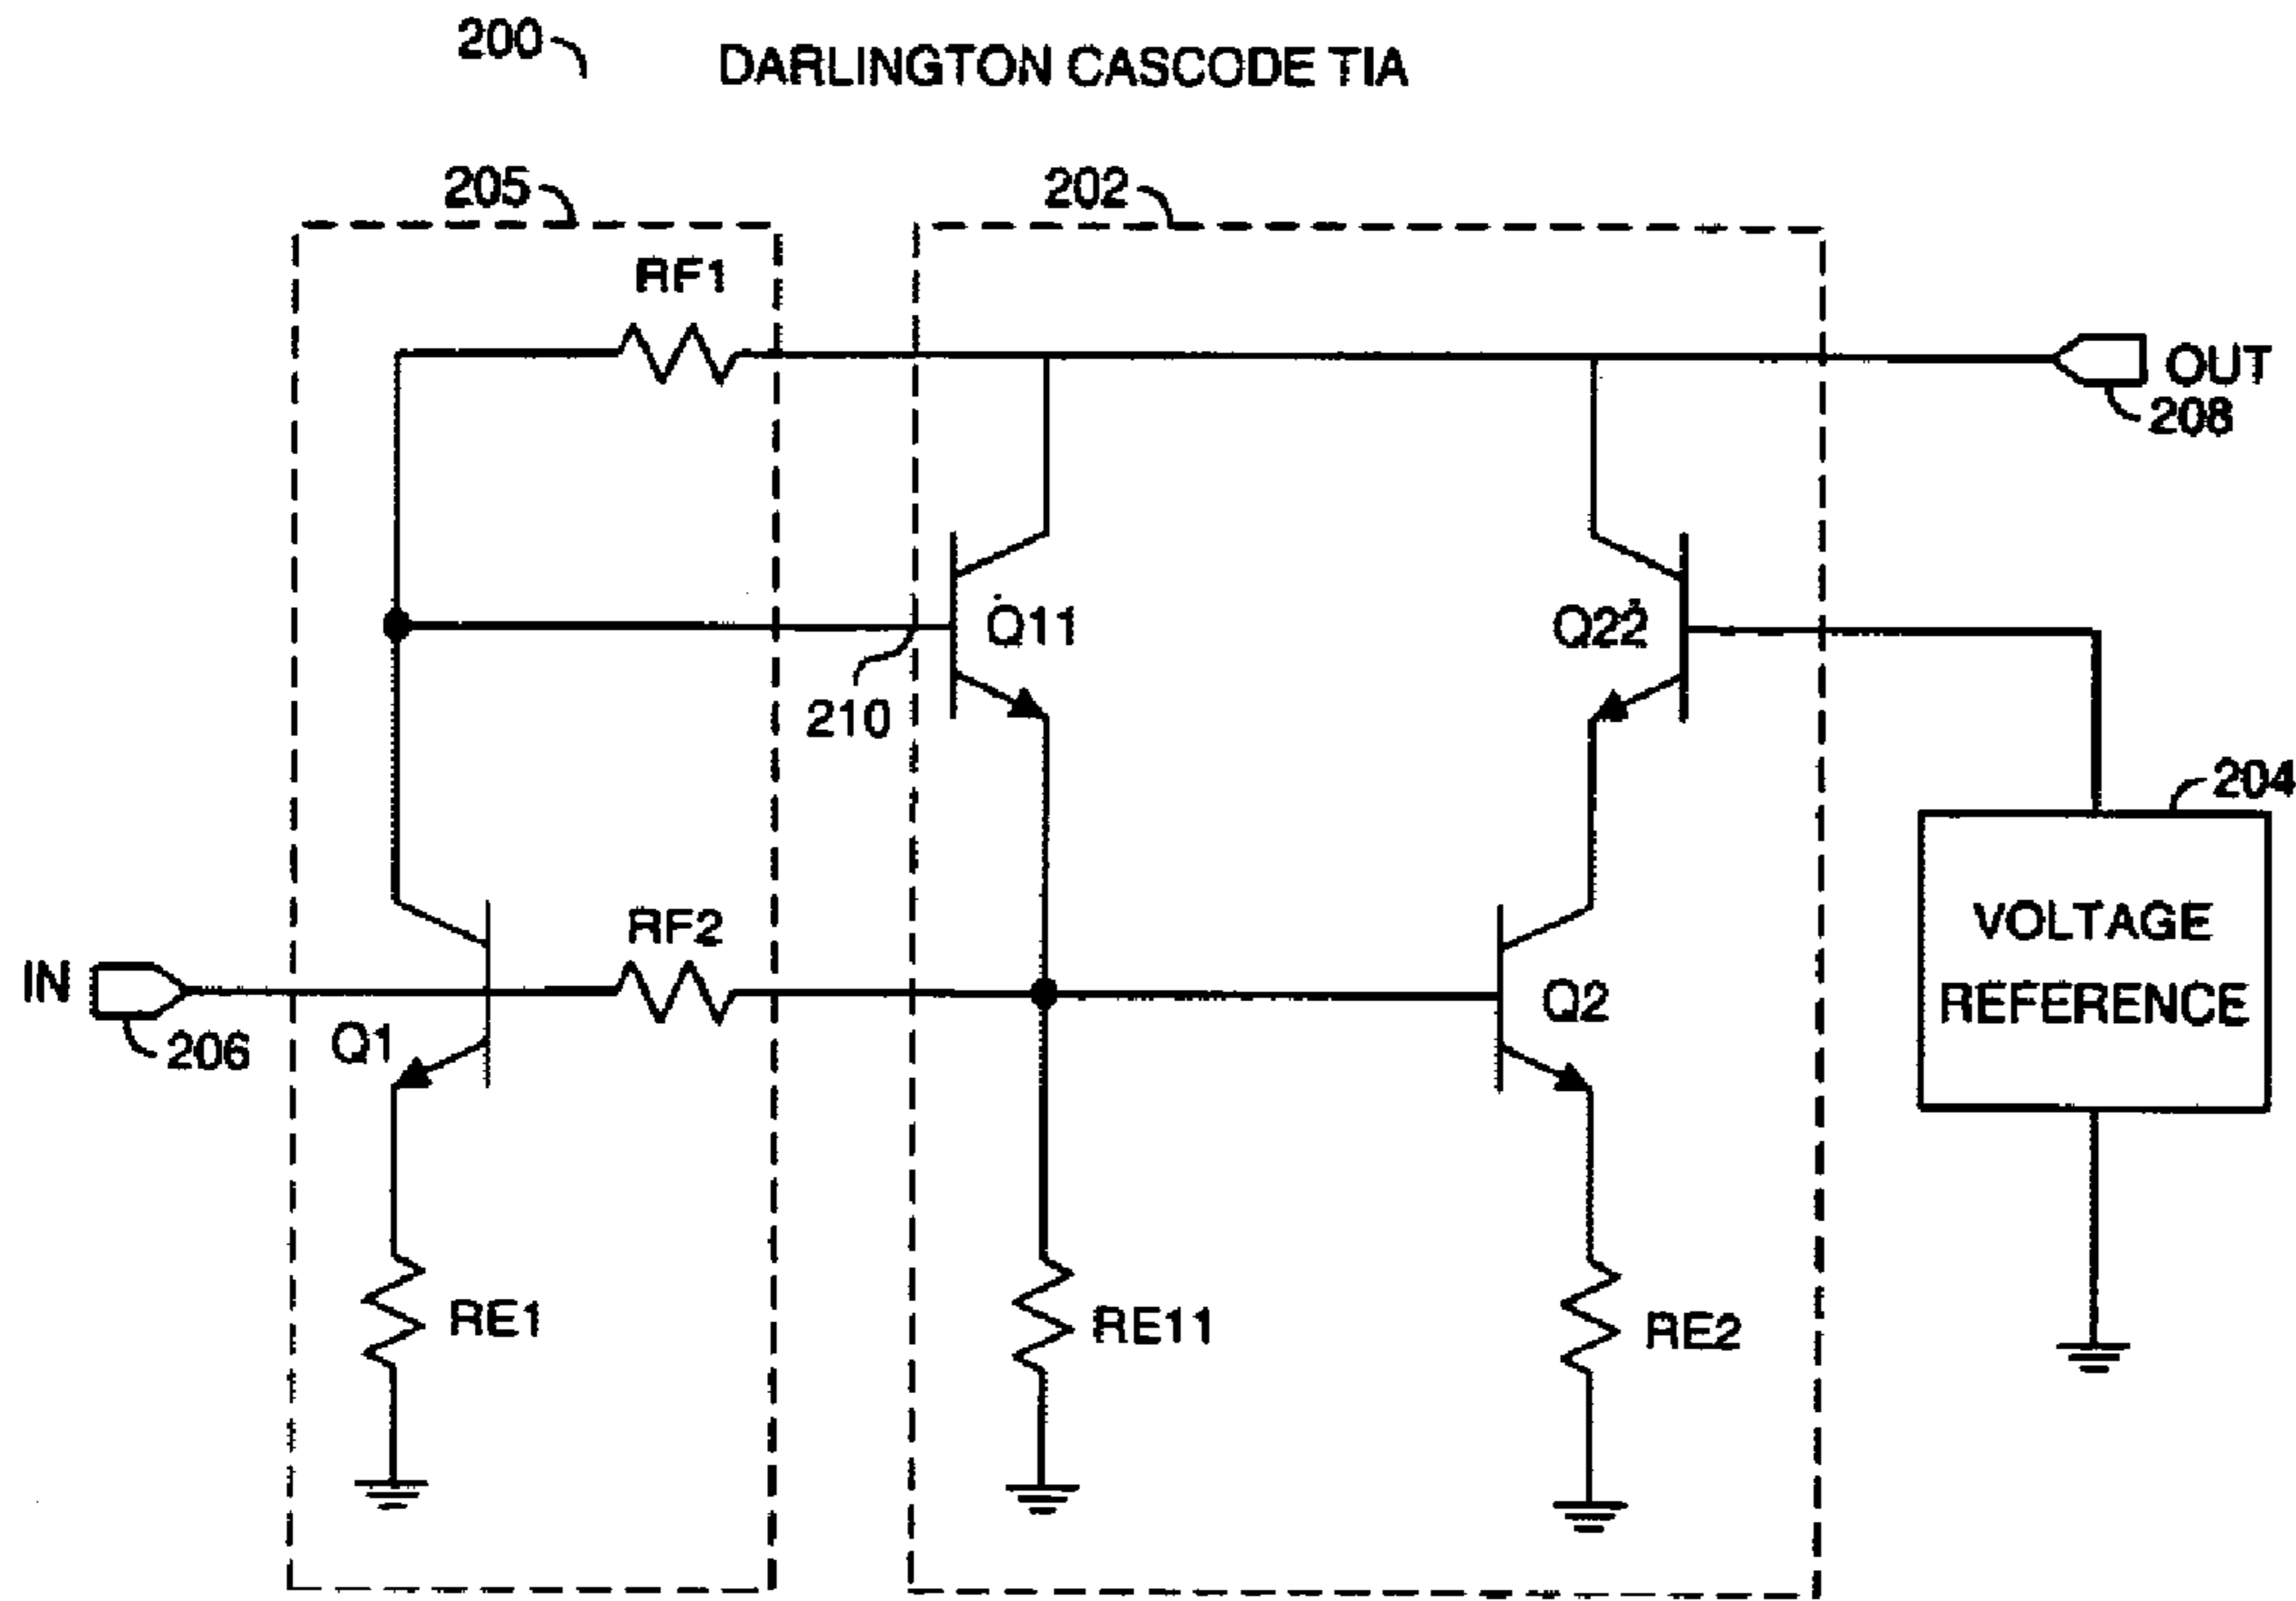 200
DARLINGTON CASCODE TIA
205
202
RF1
OUT
208
Q11
Q22
210
204
VOLTAGE
REFERENCE
RF2
IN
206
Q1
Q2
RE1
RE11
RE2